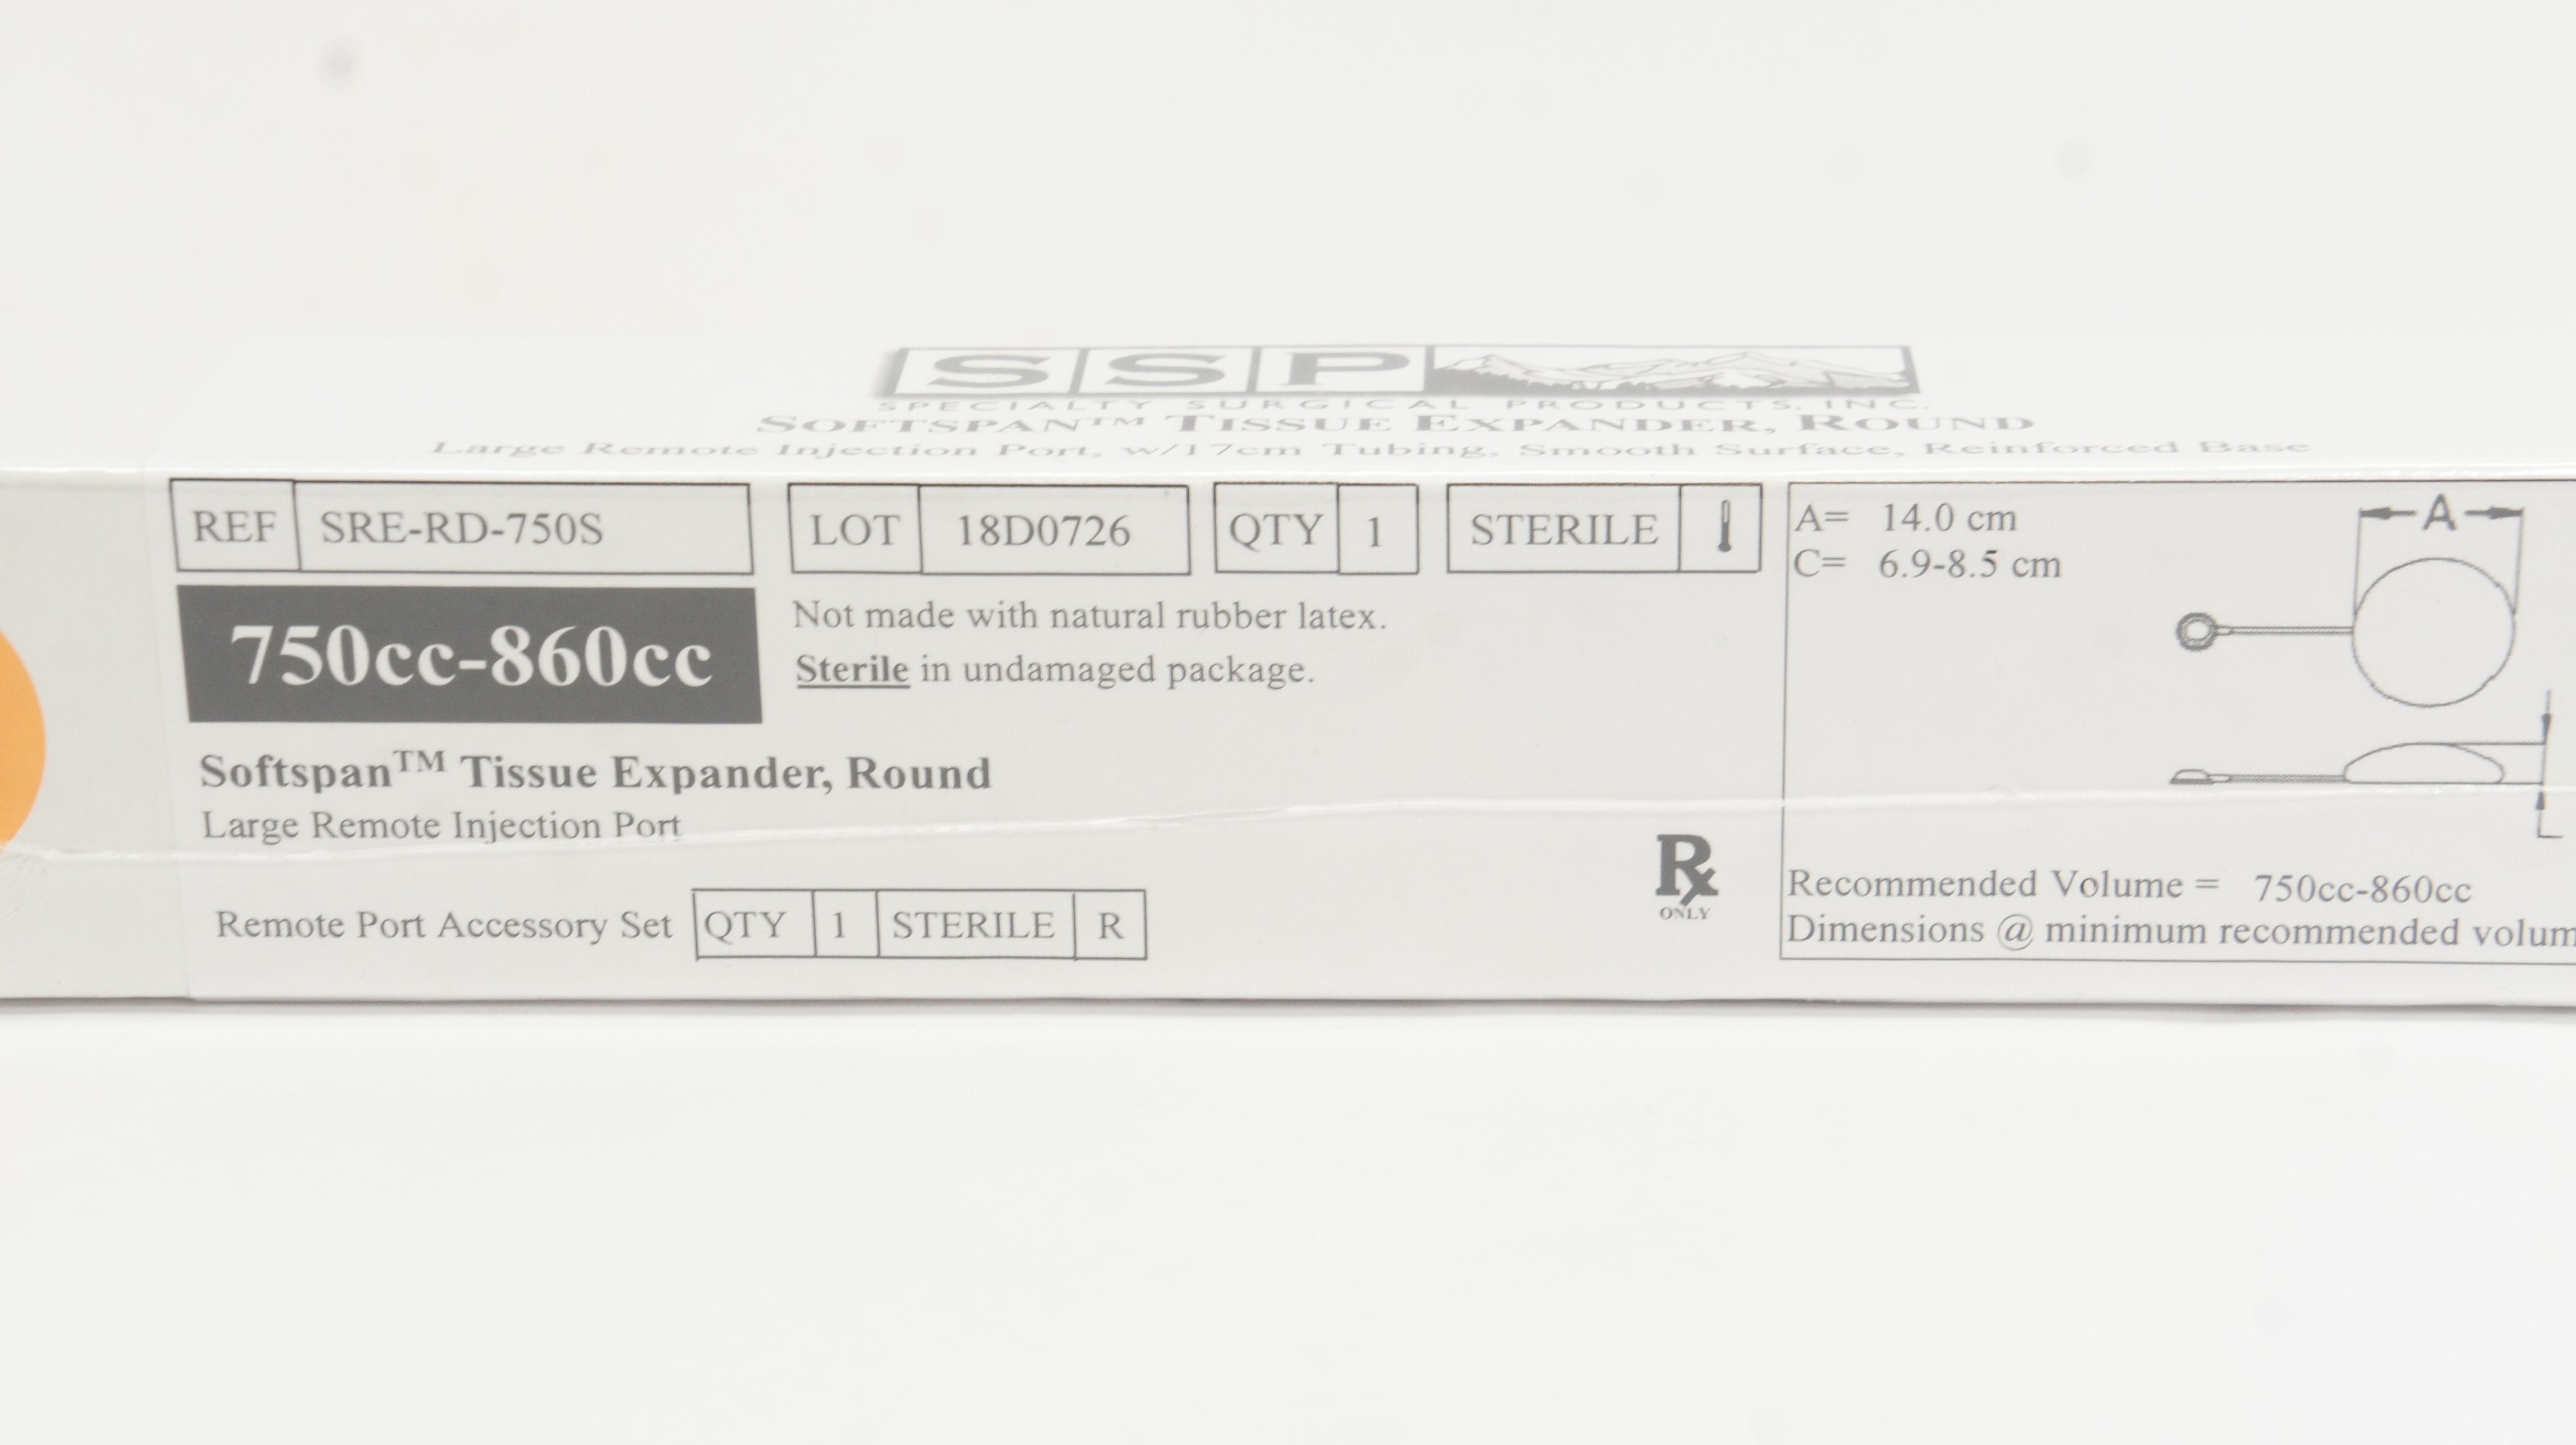 SSP
SPECIALTY SURGICAL PRODUCTS, INC.
SOFTSPAN™ TISSUE EXPANDER, ROUND
Large Remote Injection Port, w/17cm Tubing, Smooth Surface, Reinforced Base
REF SRE-RD-750S LOT 18D0726 QTY 1 STERILE
750cc-860cc
Not made with natural rubber latex.
Sterile in undamaged package.
Softspan™ Tissue Expander, Round
Large Remote Injection Port
Remote Port Accessory Set QTY 1 STERILE R
Rx
ONLY
A= 14.0 cm
C= 6.9-8.5 cm
A
Recommended Volume = 750cc-860cc
Dimensions @ minimum recommended volum